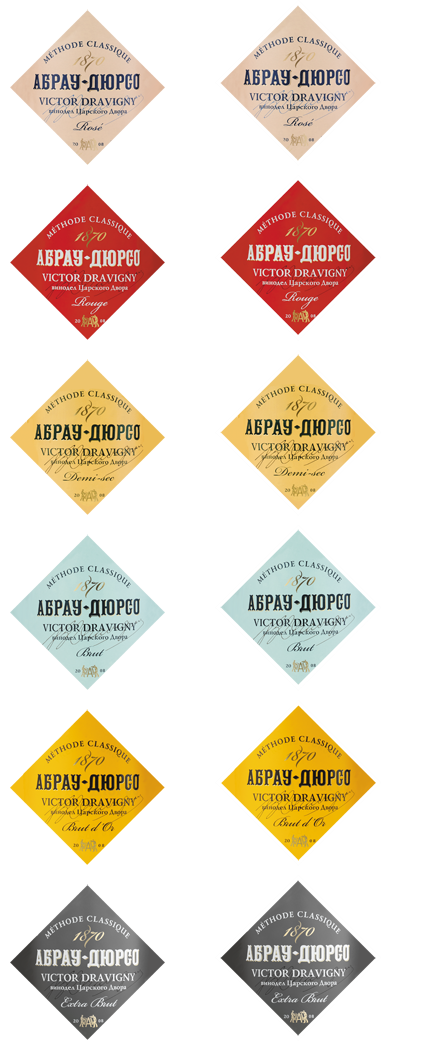 MÉTHODE CLASSIQUE
1870
АБРАУ-ДЮРСО
VICTOR DRAVIGNY
винодел Царского Двора
Rosé
20 08
MÉTHODE CLASSIQUE
1870
АБРАУ-ДЮРСО
VICTOR DRAVIGNY
винодел Царского Двора
Rosé
20 08
MÉTHODE CLASSIQUE
1870
АБРАУ-ДЮРСО
VICTOR DRAVIGNY
винодел Царского Двора
Rouge
20 08
MÉTHODE CLASSIQUE
1870
АБРАУ-ДЮРСО
VICTOR DRAVIGNY
винодел Царского Двора
Rouge
20 08
MÉTHODE CLASSIQUE
1870
АБРАУ-ДЮРСО
VICTOR DRAVIGNY
винодел Царского Двора
Demi-sec
20 08
MÉTHODE CLASSIQUE
1870
АБРАУ-ДЮРСО
VICTOR DRAVIGNY
винодел Царского Двора
Demi-sec
20 08
MÉTHODE CLASSIQUE
1870
АБРАУ-ДЮРСО
VICTOR DRAVIGNY
винодел Царского Двора
Brut
20 08
MÉTHODE CLASSIQUE
1870
АБРАУ-ДЮРСО
VICTOR DRAVIGNY
винодел Царского Двора
Brut
20 08
MÉTHODE CLASSIQUE
1870
АБРАУ-ДЮРСО
VICTOR DRAVIGNY
винодел Царского Двора
Brut d'Or
20 08
MÉTHODE CLASSIQUE
1870
АБРАУ-ДЮРСО
VICTOR DRAVIGNY
винодел Царского Двора
Brut d'Or
20 08
MÉTHODE CLASSIQUE
1870
АБРАУ-ДЮРСО
VICTOR DRAVIGNY
винодел Царского Двора
Extra Brut
20 08
MÉTHODE CLASSIQUE
1870
АБРАУ-ДЮРСО
VICTOR DRAVIGNY
винодел Царского Двора
Extra Brut
20 08